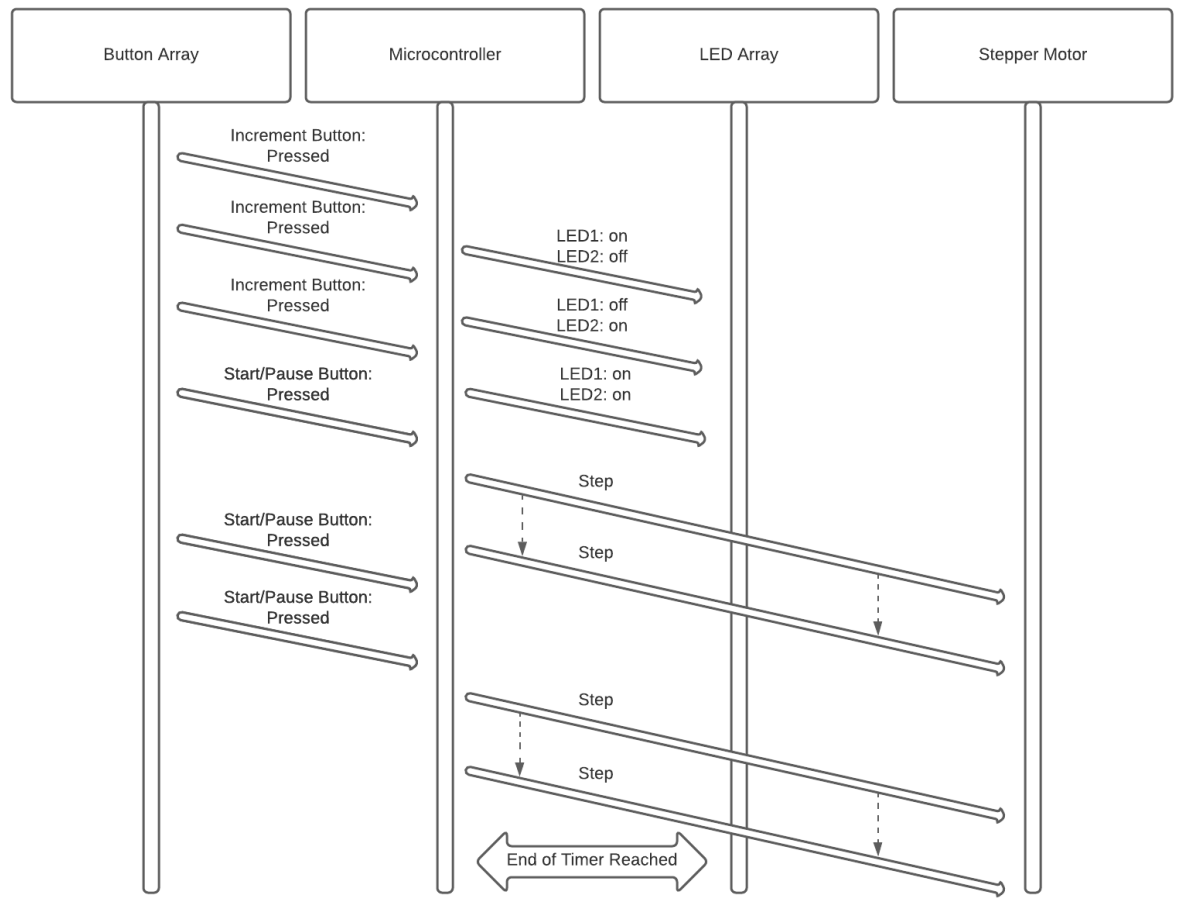 Button Array
Microcontroller
LED Array
Stepper Motor
Increment Button:
Pressed
Increment Button:
Pressed
LED1: on
LED2: off
Increment Button:
Pressed
LED1: off
LED2: on
Start/Pause Button:
Pressed
LED1: on
LED2: on
Step
Start/Pause Button:
Pressed
Step
Start/Pause Button:
Pressed
Step
Step
End of Timer Reached